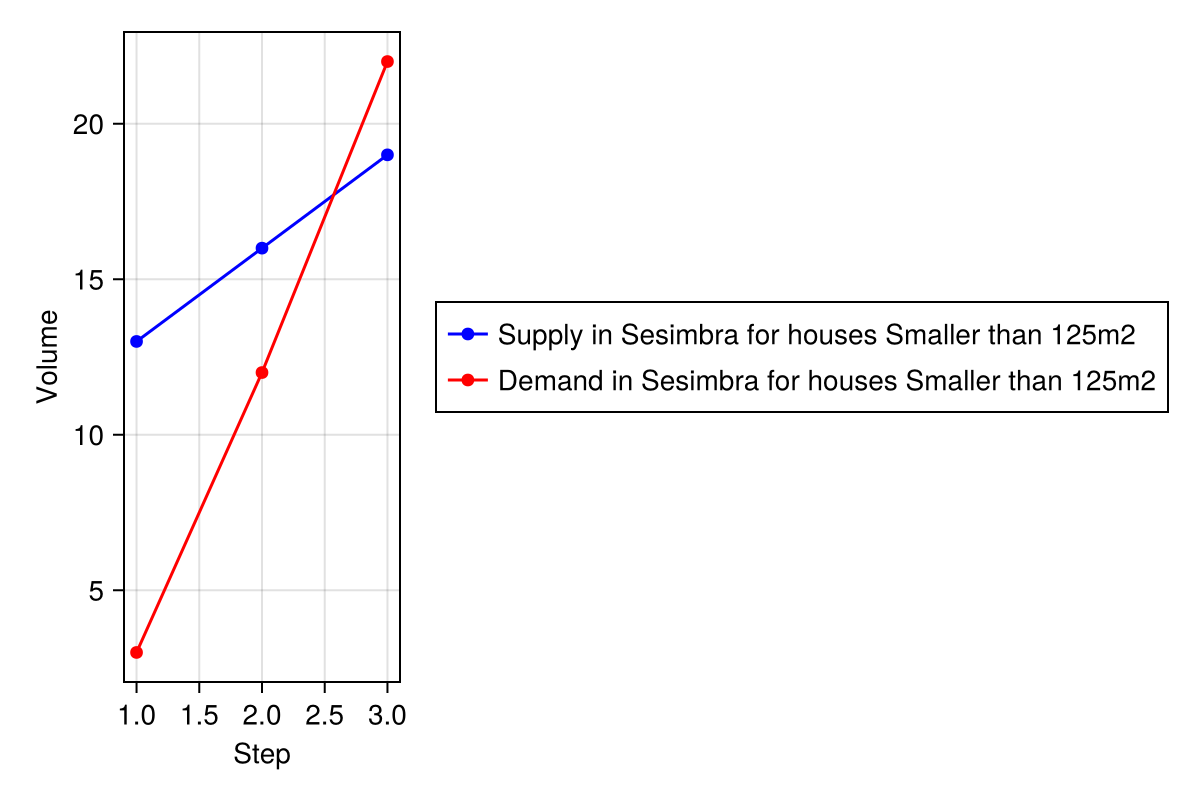 20
15
10
5
Volume
1.0 1.5 2.0 2.5 3.0
Step
Supply in Sesimbra for houses Smaller than 125m2
Demand in Sesimbra for houses Smaller than 125m2